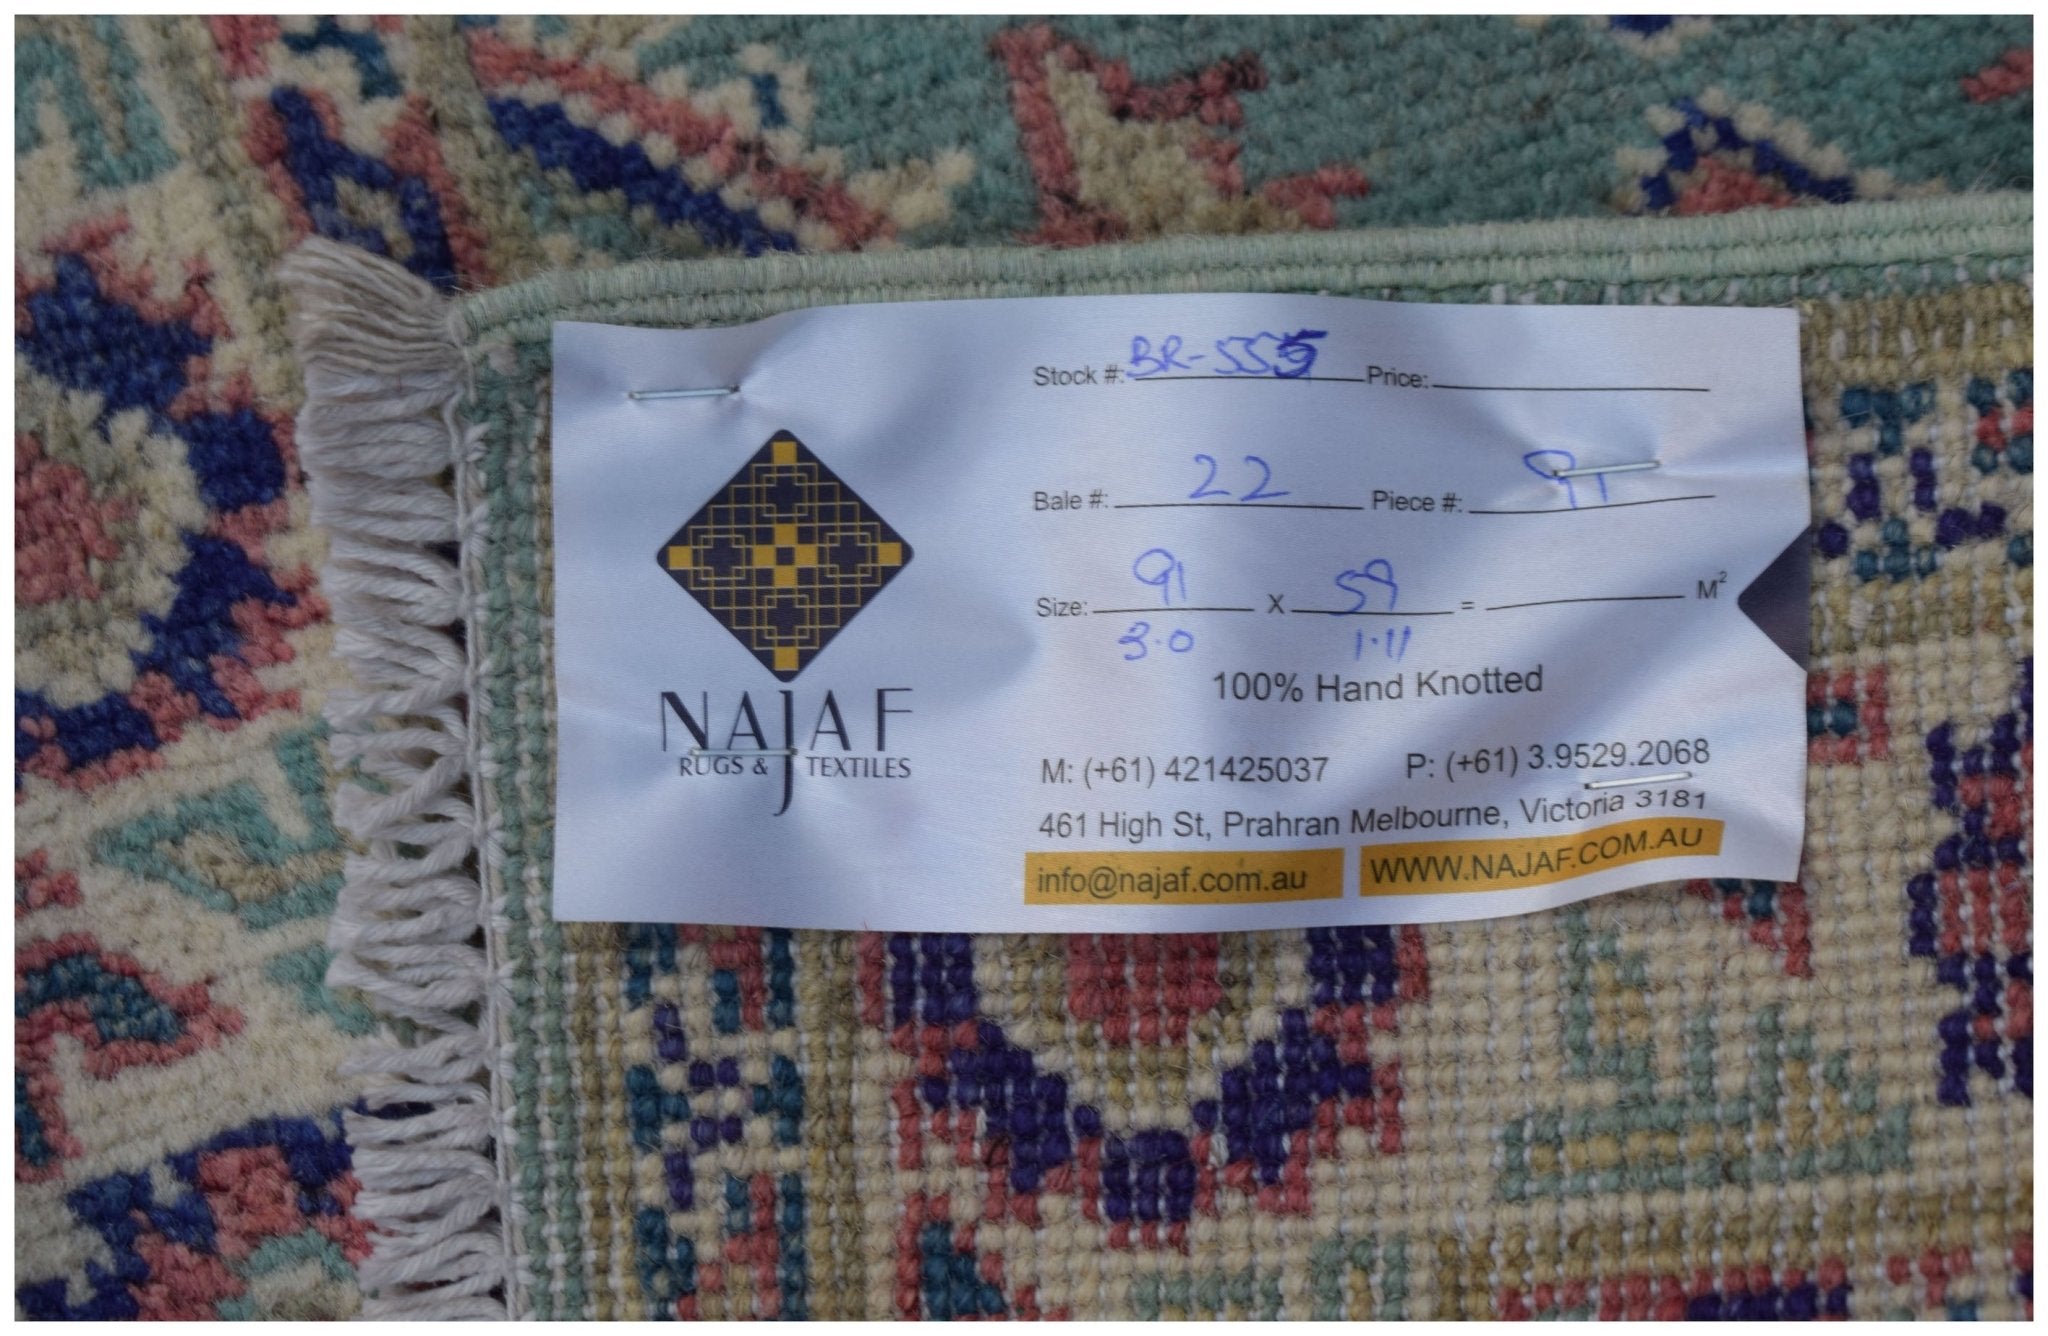 NAJAF
RUGS & TEXTILES
Stock #: BR-555 Price:
Bale #: 22 Piece #: 91
Size: 91 X 59 = M²
3.0 1.11
100% Hand Knotted
M: (+61) 421425037 P: (+61) 3.9529.2068
461 High St, Prahran Melbourne, Victoria 3181
info@najaf.com.au WWW.NAJAF.COM.AU